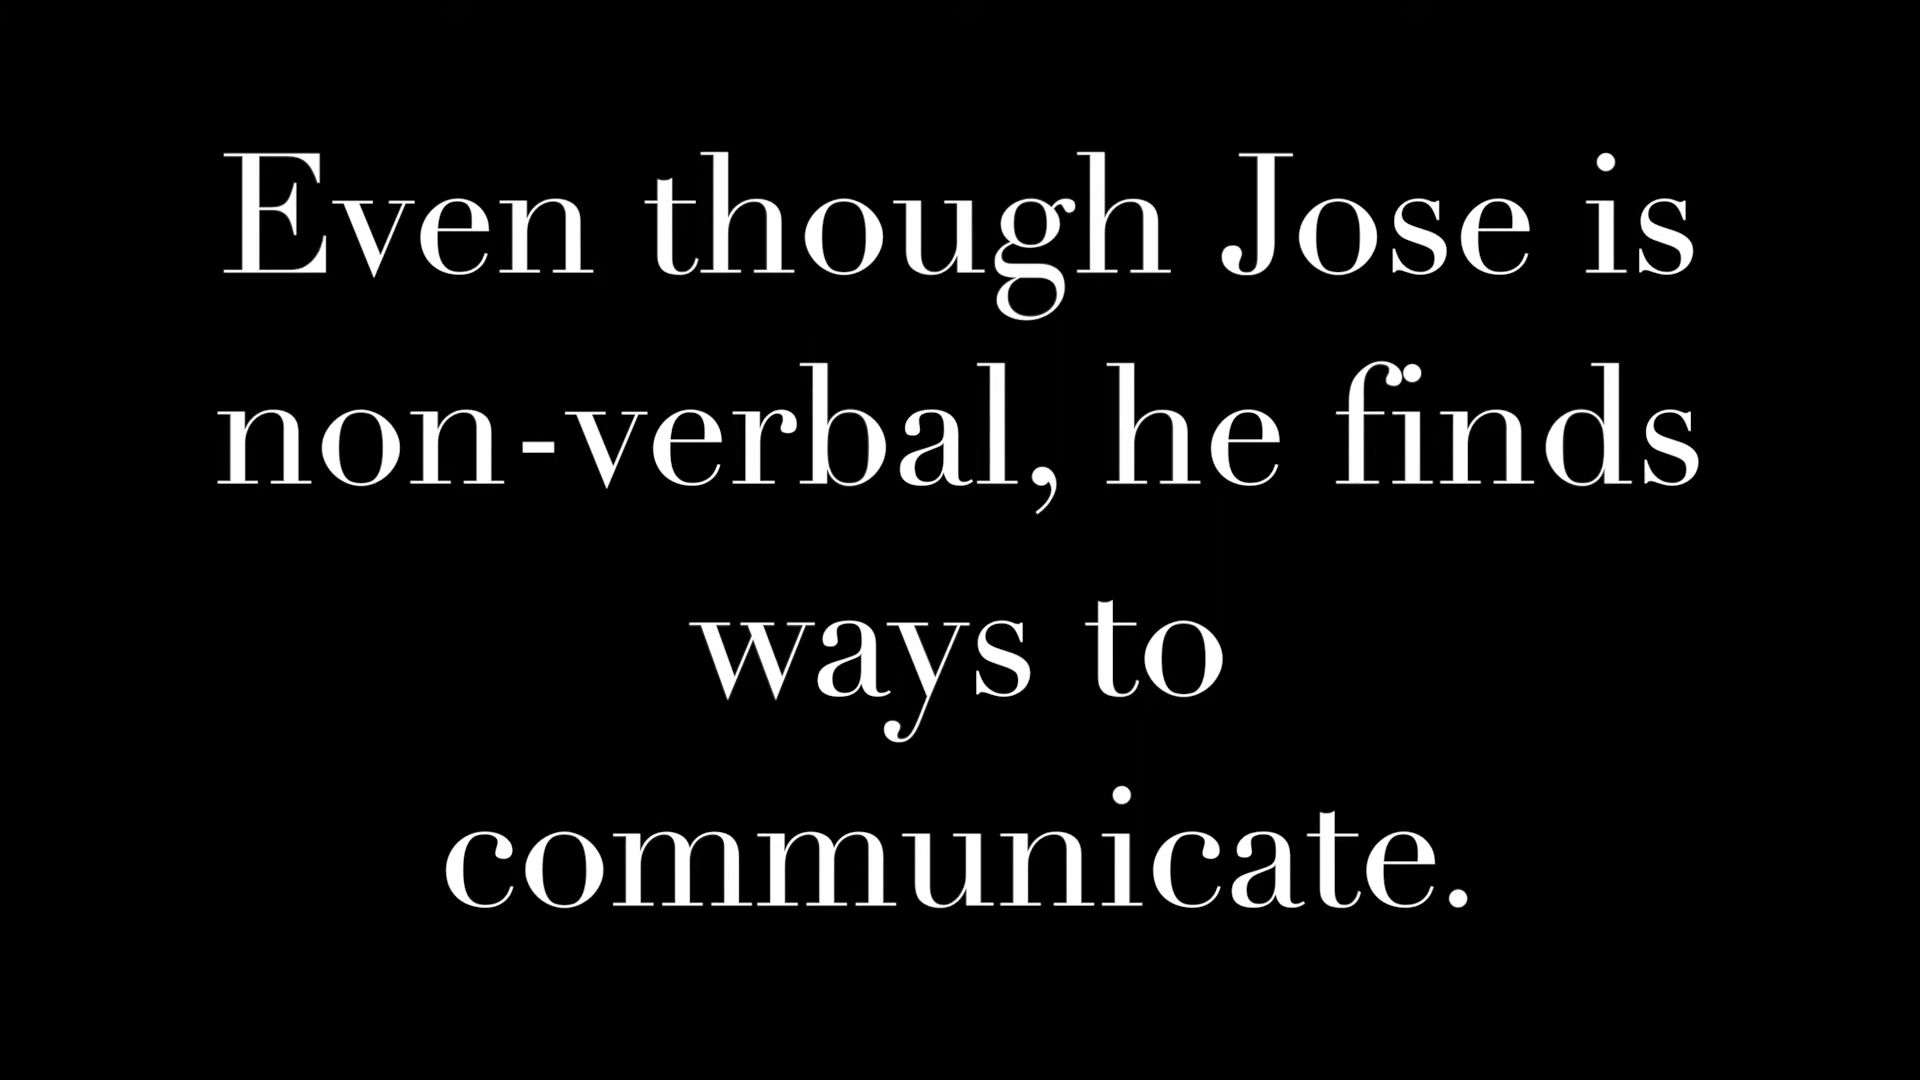 Even though Jose is
non-verbal, he finds
ways to
communicate.